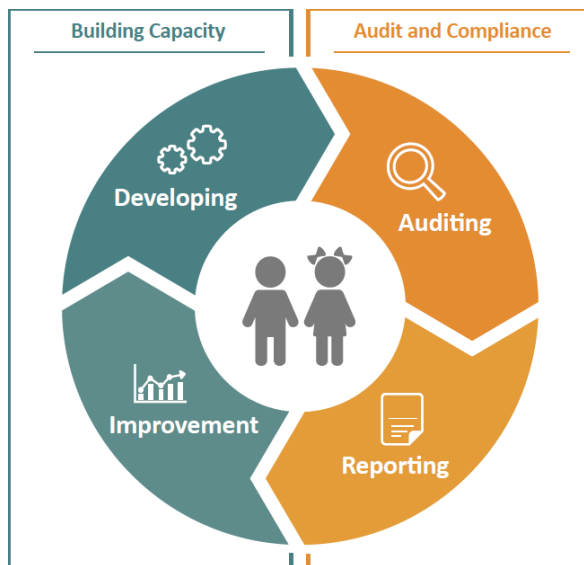 Building Capacity
Audit and Compliance
Developing
Auditing
Improvement
Reporting